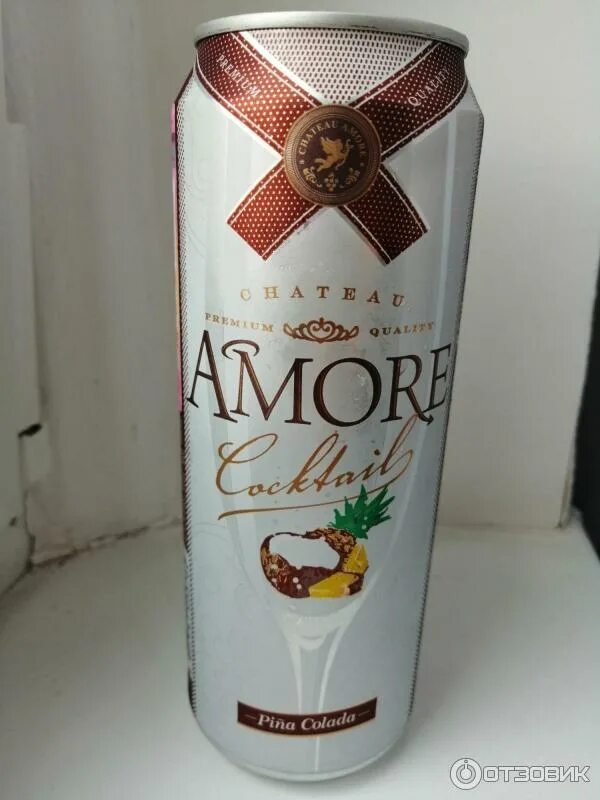 PREMIUM QUALITY
CHATEAU AMORE
CHATEAU
PREMIUM QUALITY
AMORE
Cocktail
Piña Colada
ОТЗОВИК